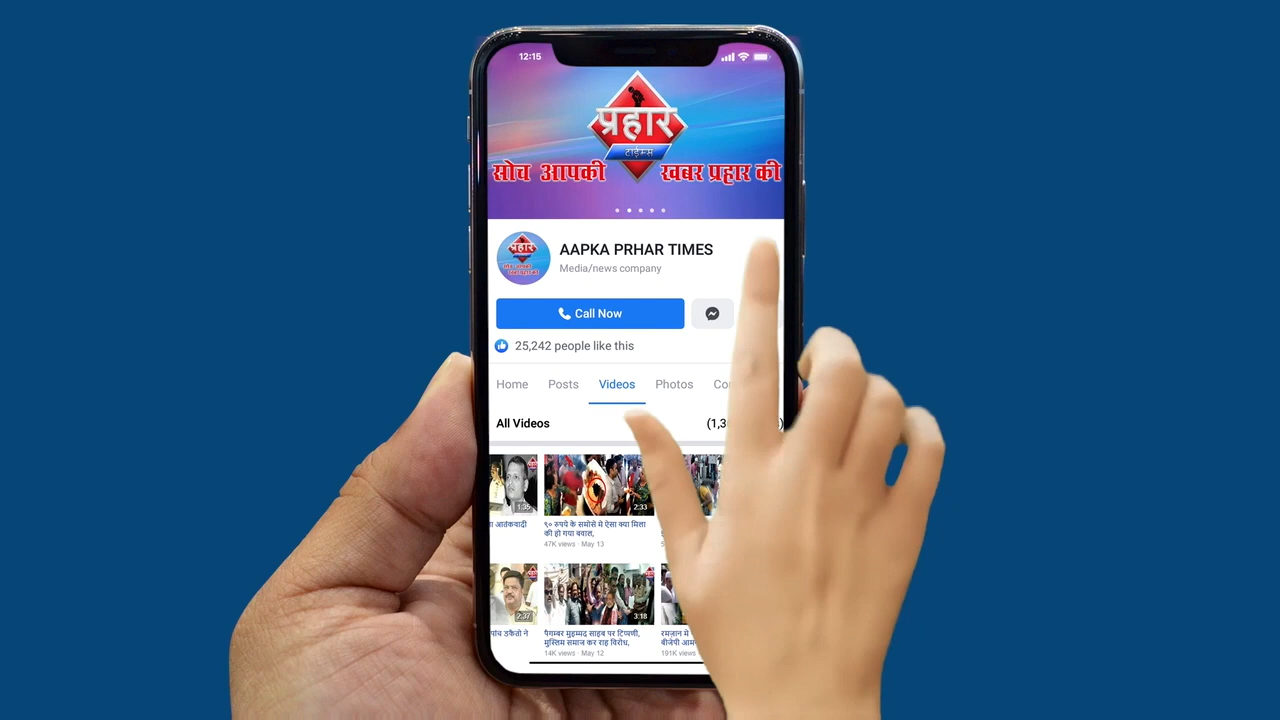 12:15
प्रहार
टाईम्स
सोच आपकी खबर प्रहार की
प्रहार
AAPKA PRHAR TIMES
Media/news company
Call Now
25,242 people like this
Home Posts Videos Photos
All Videos
1:35
2:33
आतंकवादी
९० रुपये के समोसे मे ऐसा क्या मिला
की हो गया बवाल,
47K views · May 13
2:37
3:18
पांच डकैतो ने
पैगम्बर मुहम्मद साहब पर टिप्पणी,
मुस्लिम समाज कर राह विरोध,
14K views · May 12
रमज़ान मे
बीजेपी
191K views